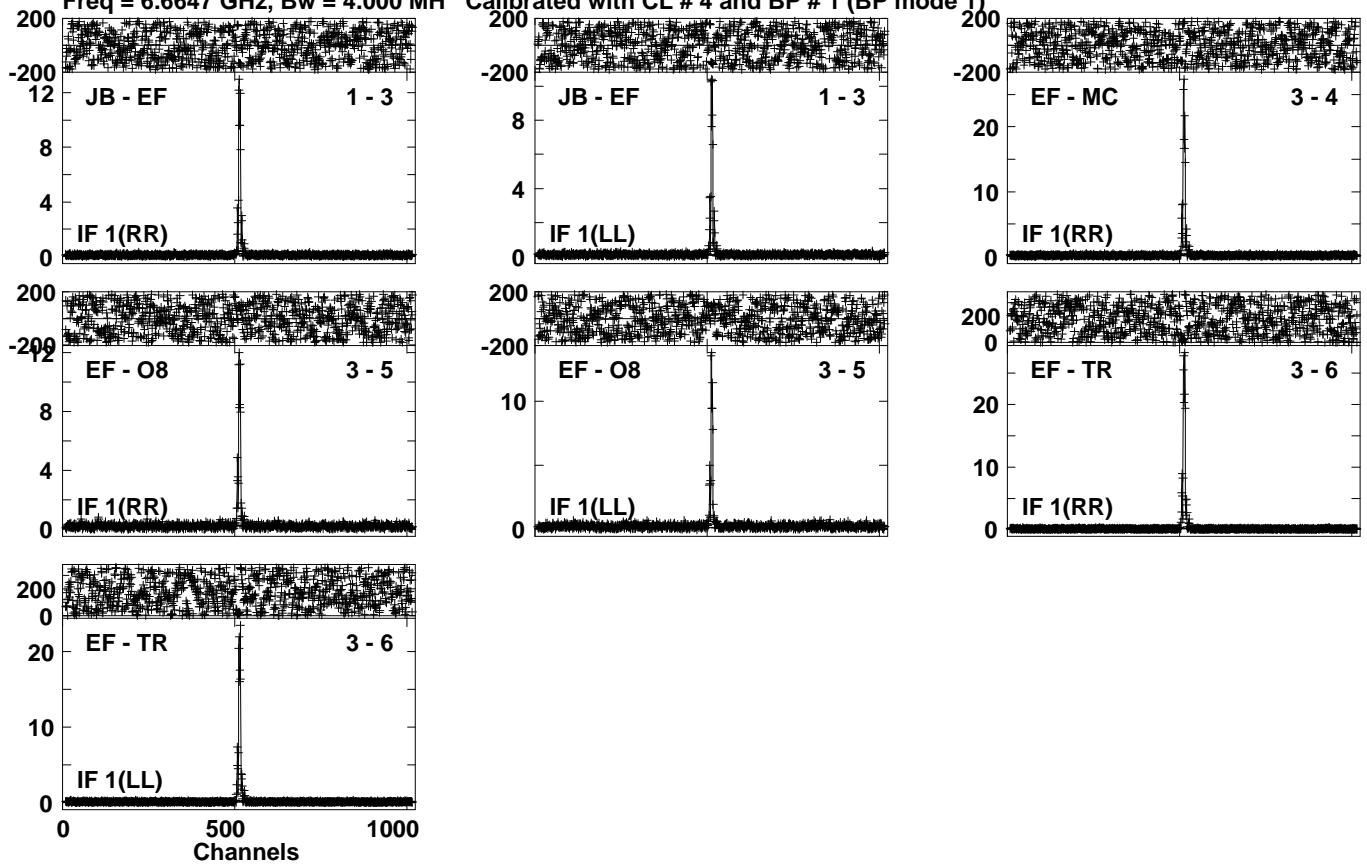 Freq = 6.6647 GHz, Bw = 4.000 MH Calibrated with CL # 4 and BP # 1 (BP mode 1)
200
-200
12
8
4
0
JB - EF 1 - 3
IF 1(RR)
200
-200
8
4
0
JB - EF 1 - 3
IF 1(LL)
200
-200
20
10
0
EF - MC 3 - 4
IF 1(RR)
200
-200
12
8
4
0
EF - O8 3 - 5
IF 1(RR)
200
-200
10
0
EF - O8 3 - 5
IF 1(LL)
200
0
20
10
0
EF - TR 3 - 6
IF 1(RR)
200
0
20
10
0
EF - TR 3 - 6
IF 1(LL)
0 500 1000
Channels